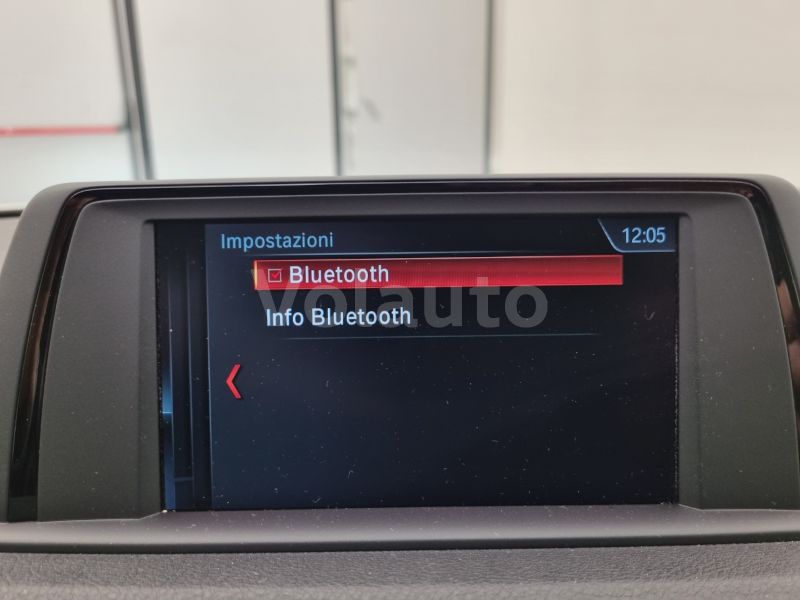 Impostazioni
12:05
Bluetooth
Volauto
Info Bluetooth